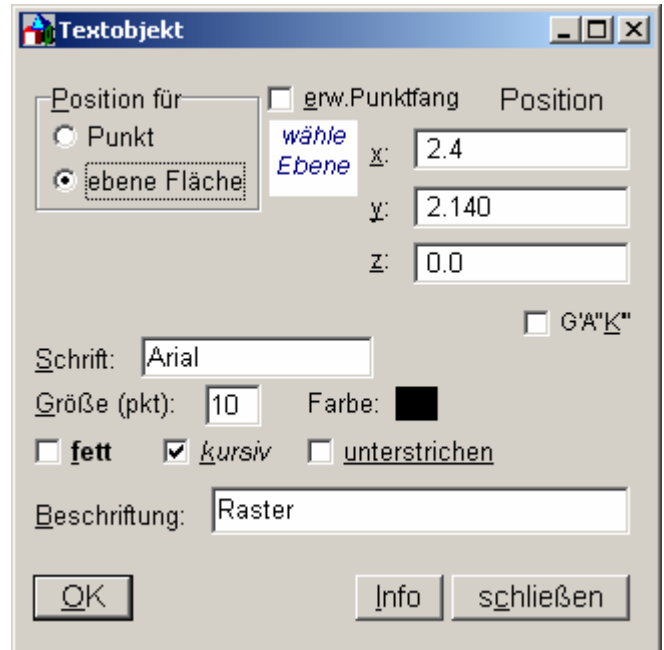 Textobjekt
Position für
erw.Punktfang
Position
Punkt
ebene Fläche
wähle
Ebene
x: 2.4
y: 2.140
z: 0.0
G'A"K"'
Schrift: Arial
Größe (pkt): 10 Farbe:
fett kursiv unterstrichen
Beschriftung: Raster
OK Info schließen